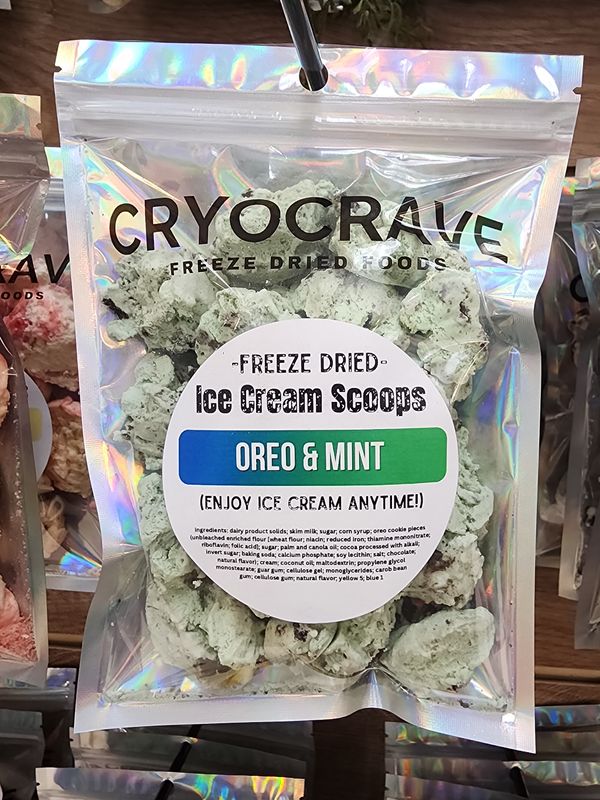 CRYOCRAVE
FREEZE DRIED FOODS
-FREEZE DRIED-
Ice Cream Scoops
OREO & MINT
(ENJOY ICE CREAM ANYTIME!)
ingredients: dairy product solids; skim milk; sugar; corn syrup; oreo cookie pieces
(unbleached enriched flour [wheat flour; niacin; reduced iron; thiamine mononitrate;
riboflavin; folic acid]; sugar; palm and canola oil; cocoa processed with alkali;
invert sugar; baking soda; calcium phosphate; soy lecithin; salt; chocolate;
natural flavor); cream; coconut oil; maltodextrin; propylene glycol
monostearate; guar gum; cellulose gel; monoglycerides; carob bean
gum; cellulose gum; natural flavor; yellow 5; blue 1
AV
OODS